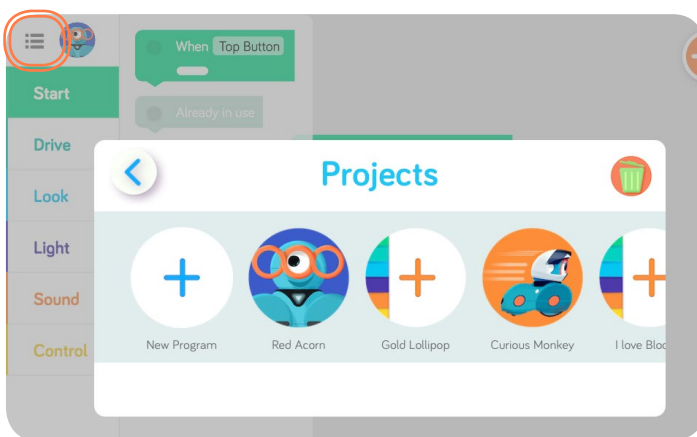 When Top Button
Start
Already in use
Drive
Projects
Look
Light
Sound
New Program
Red Acorn
Gold Lollipop
Curious Monkey
I love Bloc
Control